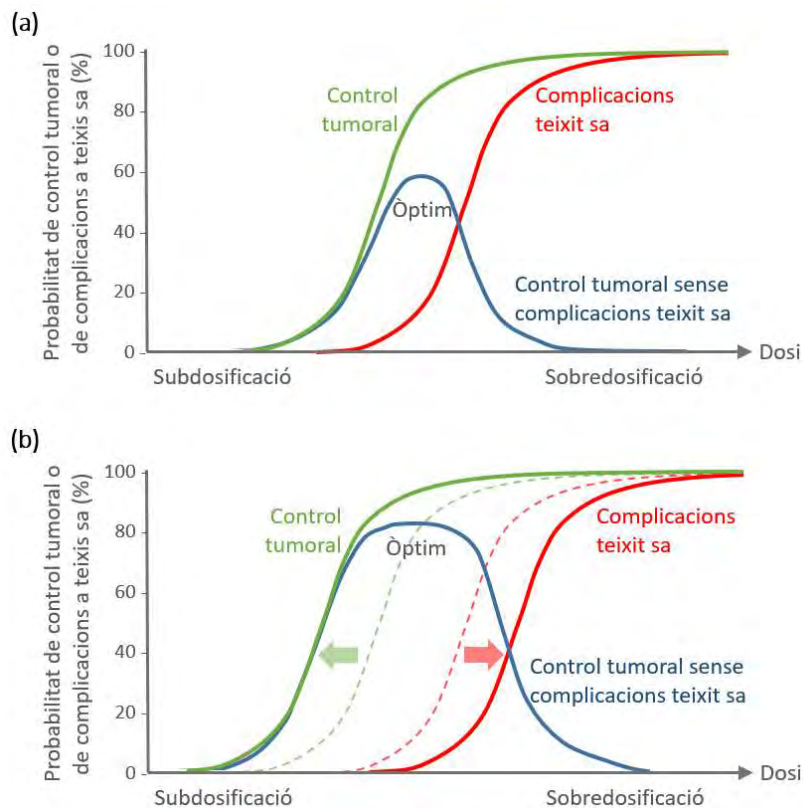 (a)
Probabilitat de control tumoral o
de complicacions a teixis sa (%)
100
80
60
40
20
0
Control
tumoral
Complicacions
teixit sa
Òptim
Control tumoral sense
complicacions teixit sa
Dosi
Subdosificació
Sobredosificació
(b)
Probabilitat de control tumoral o
de complicacions a teixis sa (%)
100
80
60
40
20
0
Control
tumoral
Complicacions
teixit sa
Òptim
Control tumoral sense
complicacions teixit sa
Dosi
Subdosificació
Sobredosificació